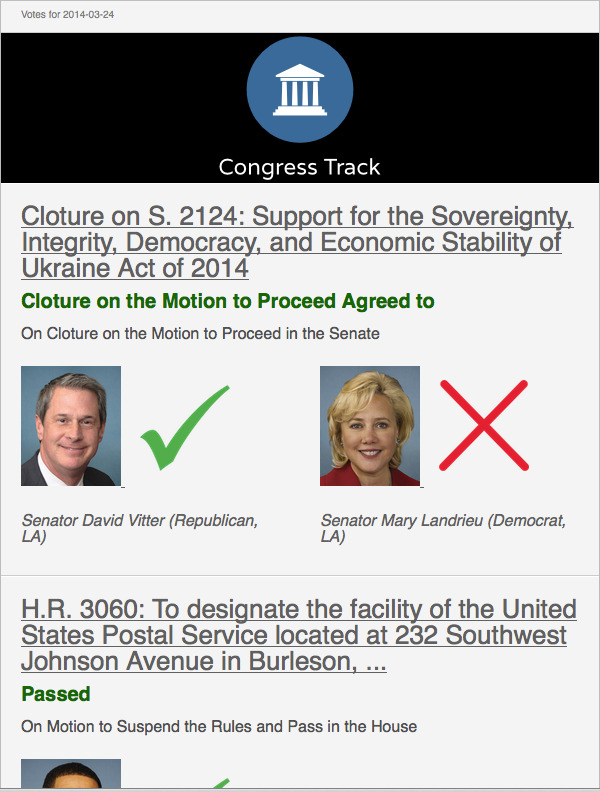 Votes for 2014-03-24
Congress Track
Cloture on S. 2124: Support for the Sovereignty,
Integrity, Democracy, and Economic Stability of
Ukraine Act of 2014
Cloture on the Motion to Proceed Agreed to
On Cloture on the Motion to Proceed in the Senate
Senator David Vitter (Republican,
LA)
Senator Mary Landrieu (Democrat,
LA)
H.R. 3060: To designate the facility of the United
States Postal Service located at 232 Southwest
Johnson Avenue in Burleson, ...
Passed
On Motion to Suspend the Rules and Pass in the House